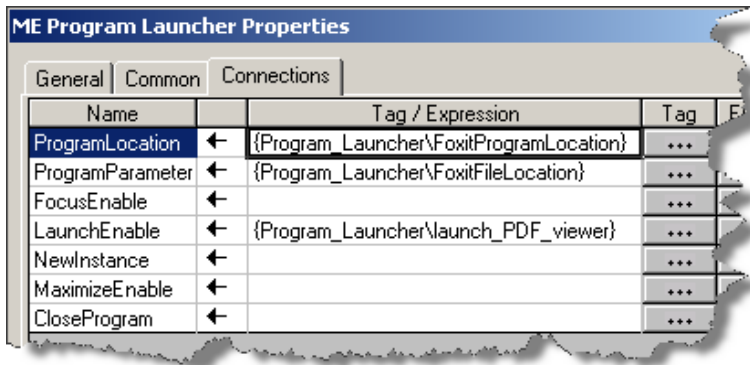 ME Program Launcher Properties
General Common Connections
Name Tag / Expression Tag
ProgramLocation ← {Program_Launcher\FoxitProgramLocation} ...
ProgramParameter ← {Program_Launcher\FoxitFileLocation} ...
FocusEnable ← ...
LaunchEnable ← {Program_Launcher\launch_PDF_viewer} ...
NewInstance ← ...
MaximizeEnable ← ...
CloseProgram ← ...